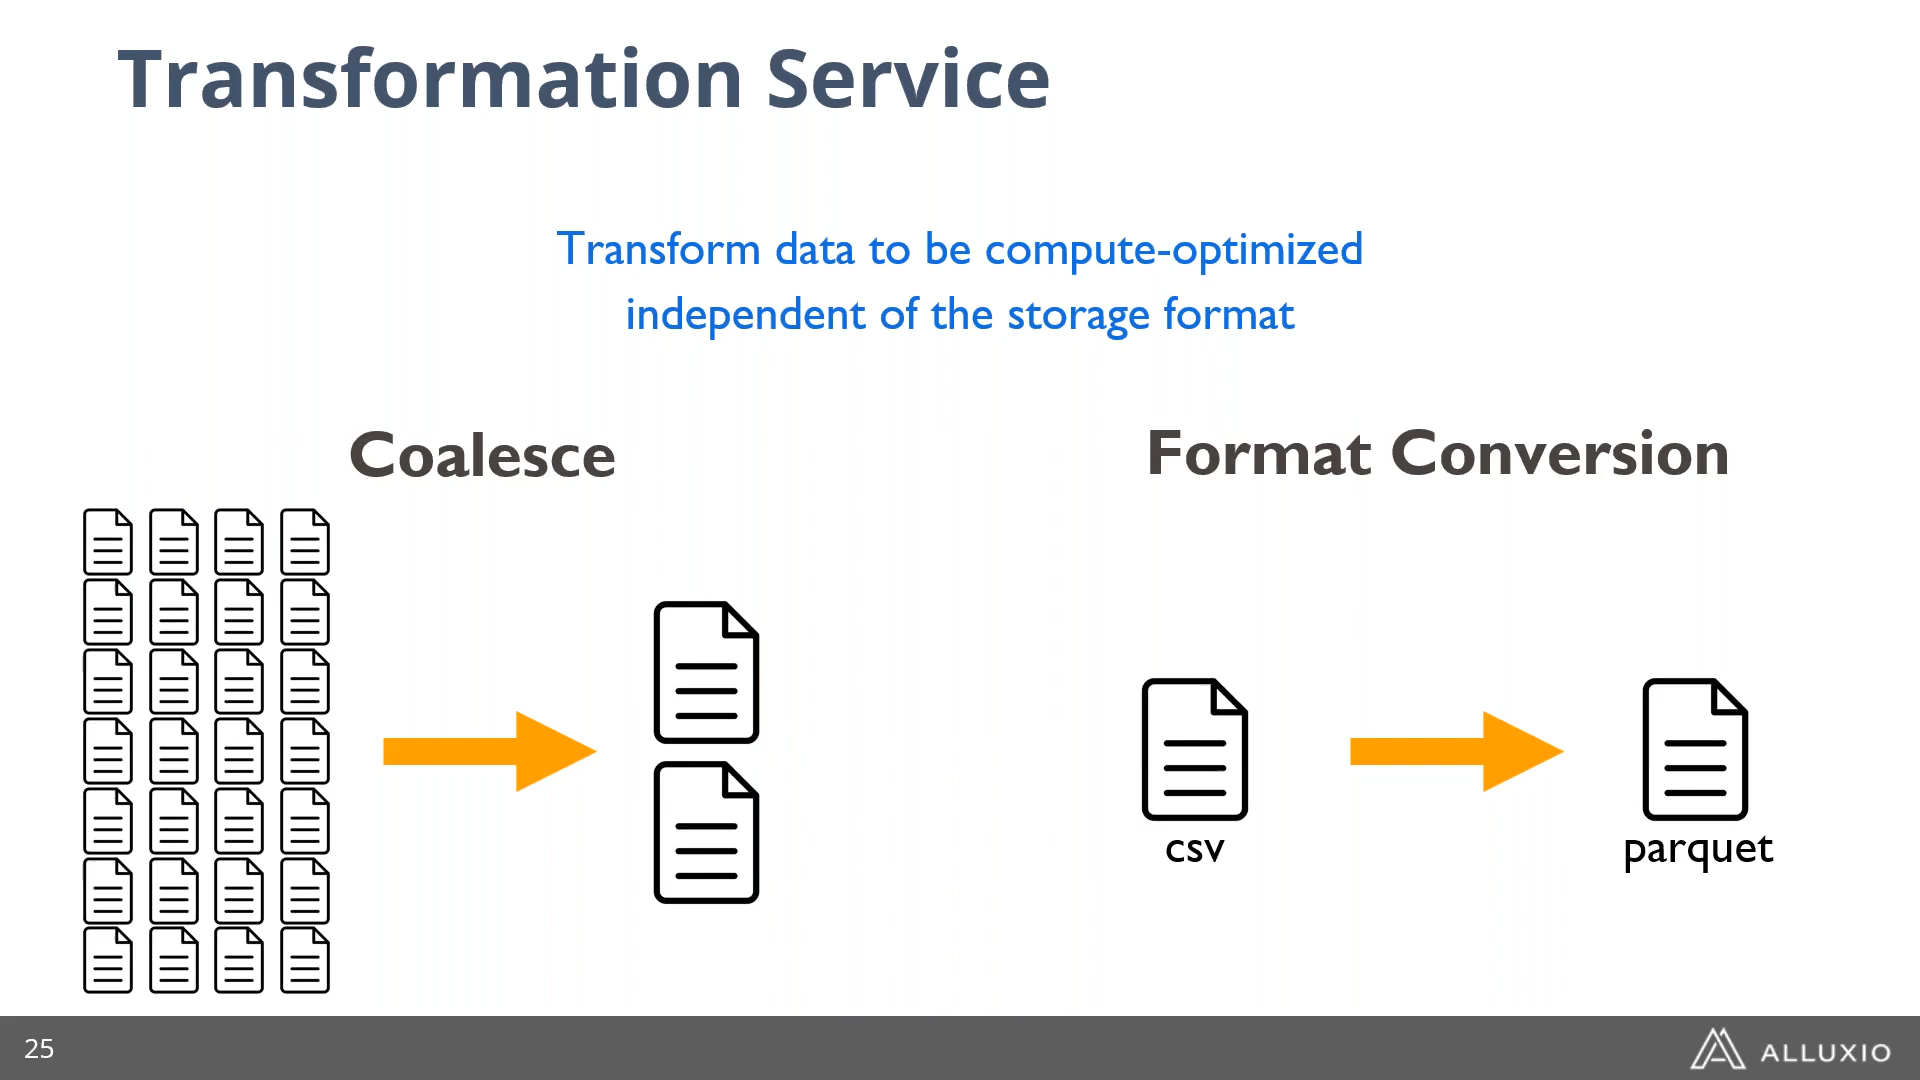 Transformation Service
Transform data to be compute-optimized
independent of the storage format
Coalesce
Format Conversion
csv
parquet
25
ALLUXIO